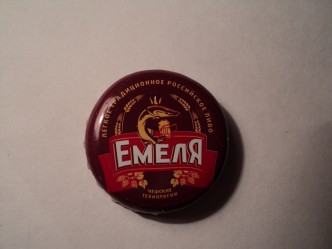 ЛЕГКОЕ ТРАДИЦИОННОЕ РОССИЙСКОЕ ПИВО
ЕМЕЛЯ
ЧЕШСКИЕ
ТЕХНОЛОГИИ